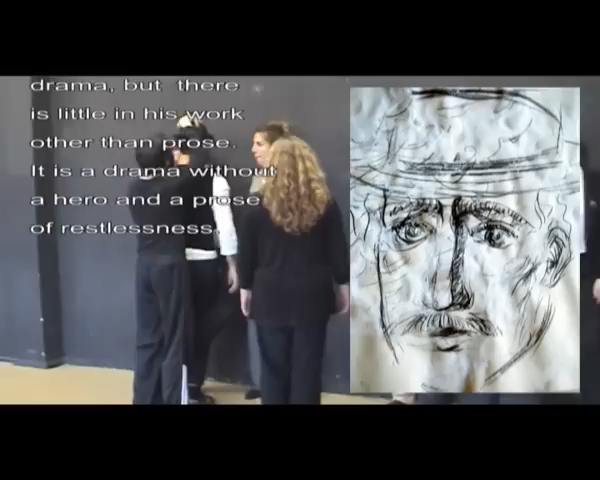 drama, but there
is little in his work
other than prose.
It is a drama without
a hero and a prose
of restlessness.